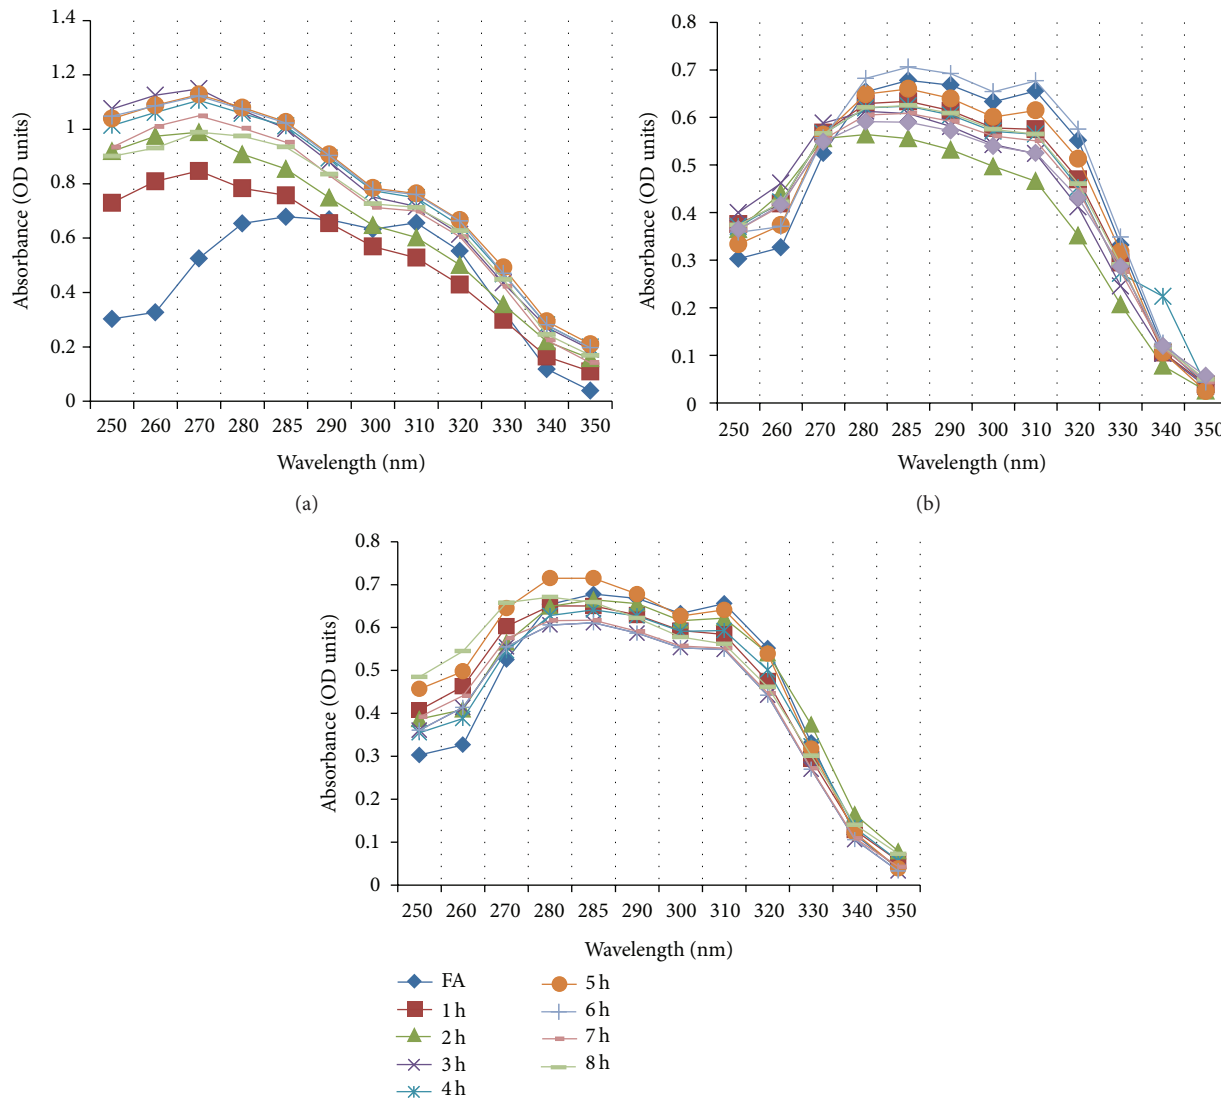 Absorbance (OD units)
1.4
1.2
1
0.8
0.6
0.4
0.2
0
250 260 270 280 285 290 300 310 320 330 340 350
Wavelength (nm)
(a)
Absorbance (OD units)
0.8
0.7
0.6
0.5
0.4
0.3
0.2
0.1
0
250 260 270 280 285 290 300 310 320 330 340 350
Wavelength (nm)
(b)
Absorbance (OD units)
0.8
0.7
0.6
0.5
0.4
0.3
0.2
0.1
0
250 260 270 280 285 290 300 310 320 330 340 350
Wavelength (nm)
FA
1 h
2 h
3 h
4 h
5 h
6 h
7 h
8 h